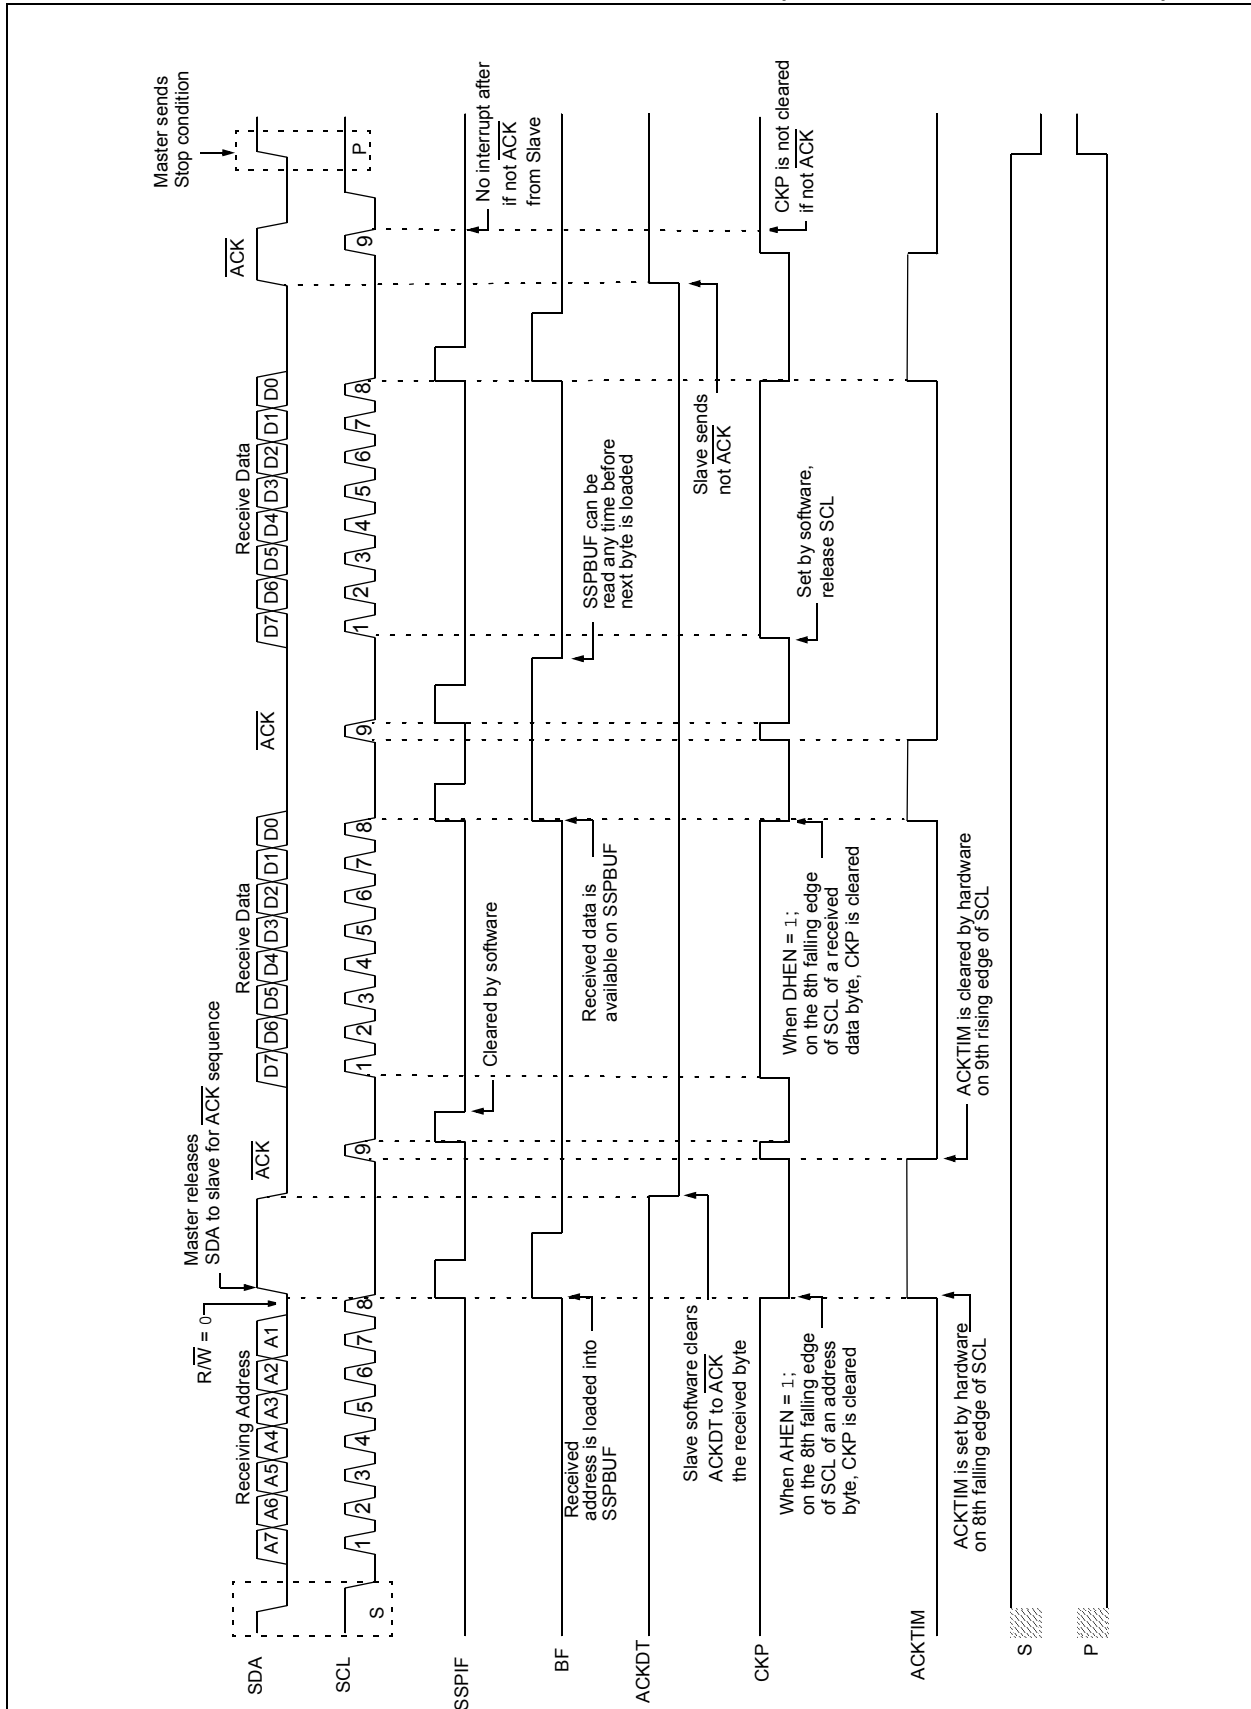 Master sends
Stop condition
Master releases
SDA to slave for ACK sequence
R/W = 0
Receiving Address
ACK
Receive Data
ACK
Receive Data
ACK
SDA
A7 A6 A5 A4 A3 A2 A1
D7 D6 D5 D4 D3 D2 D1 D0
D7 D6 D5 D4 D3 D2 D1 D0
SCL
S
1 2 3 4 5 6 7 8 9
1 2 3 4 5 6 7 8 9
1 2 3 4 5 6 7 8 9
P
SSPIF
Cleared by software
No interrupt after
if not ACK
from Slave
BF
Received
address is loaded into
SSPBUF
Received data is
available on SSPBUF
SSPBUF can be
read any time before
next byte is loaded
ACKDT
Slave software clears
ACKDT to ACK
the received byte
Slave sends
not ACK
CKP
When AHEN = 1;
on the 8th falling edge
of SCL of an address
byte, CKP is cleared
When DHEN = 1;
on the 8th falling edge
of SCL of a received
data byte, CKP is cleared
Set by software,
release SCL
CKP is not cleared
if not ACK
ACKTIM
ACKTIM is set by hardware
on 8th falling edge of SCL
ACKTIM is cleared by hardware
on 9th rising edge of SCL
S
P